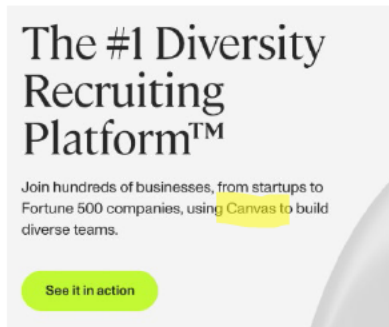 The #1 Diversity
Recruiting
Platform™
Join hundreds of businesses, from startups to
Fortune 500 companies, using Canvas to build
diverse teams.
See it in action